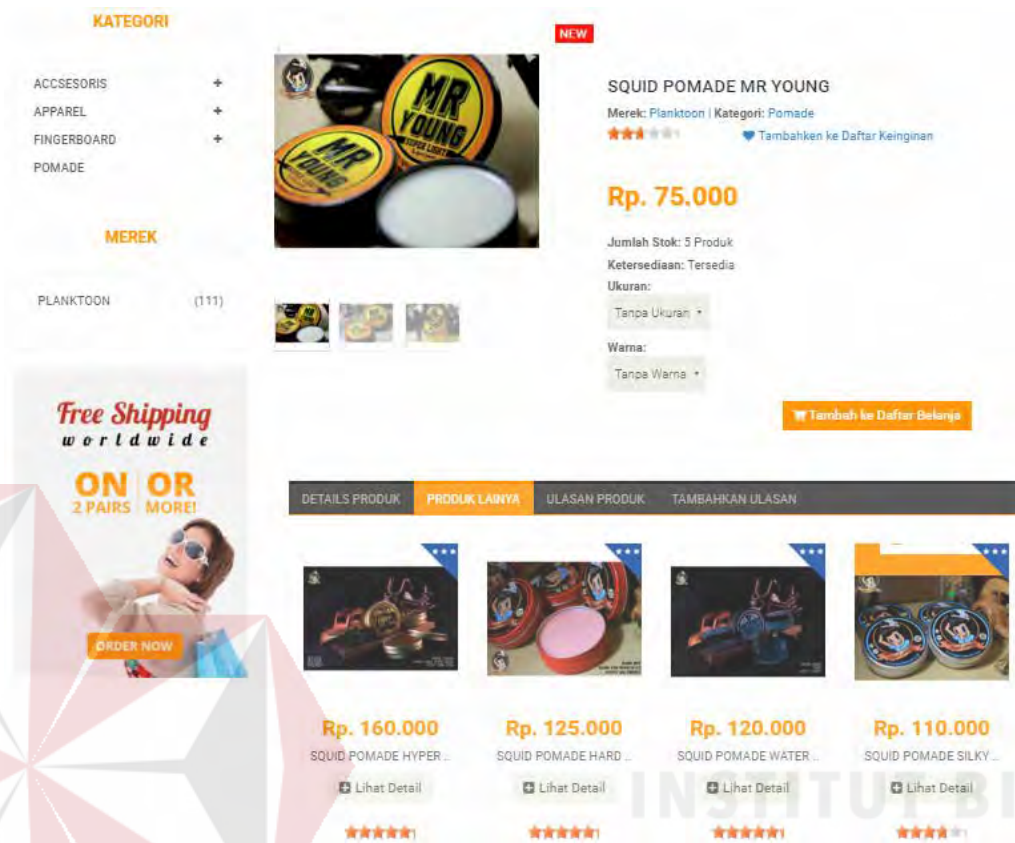 KATEGORI
ACCSESORIS +
APPAREL +
FINGERBOARD +
POMADE
MEREK
PLANKTOON (111)
Free Shipping
worldwide
ON OR
2 PAIRS MORE!
ORDER NOW
NEW
MR
YOUNG
MR
YOUNG
SQUID POMADE MR YOUNG
Merek: Planktoon | Kategori: Pomade
Tambahken ke Daftar Keinginan
Rp. 75.000
Jumlah Stok: 5 Produk
Ketersediaan: Tersedia
Ukuran:
Tanpa Ukuran
Warna:
Tanpa Warna
Tambah ke Daftar Belanja
DETAILS PRODUK PRODUK LAINYA ULASAN PRODUK TAMBAHKAN ULASAN
Rp. 160.000 Rp. 125.000 Rp. 120.000 Rp. 110.000
SQUID POMADE HYPER .. SQUID POMADE HARD .. SQUID POMADE WATER .. SQUID POMADE SILKY ..
Lihat Detail Lihat Detail Lihat Detail Lihat Detail
INSTITUT BI